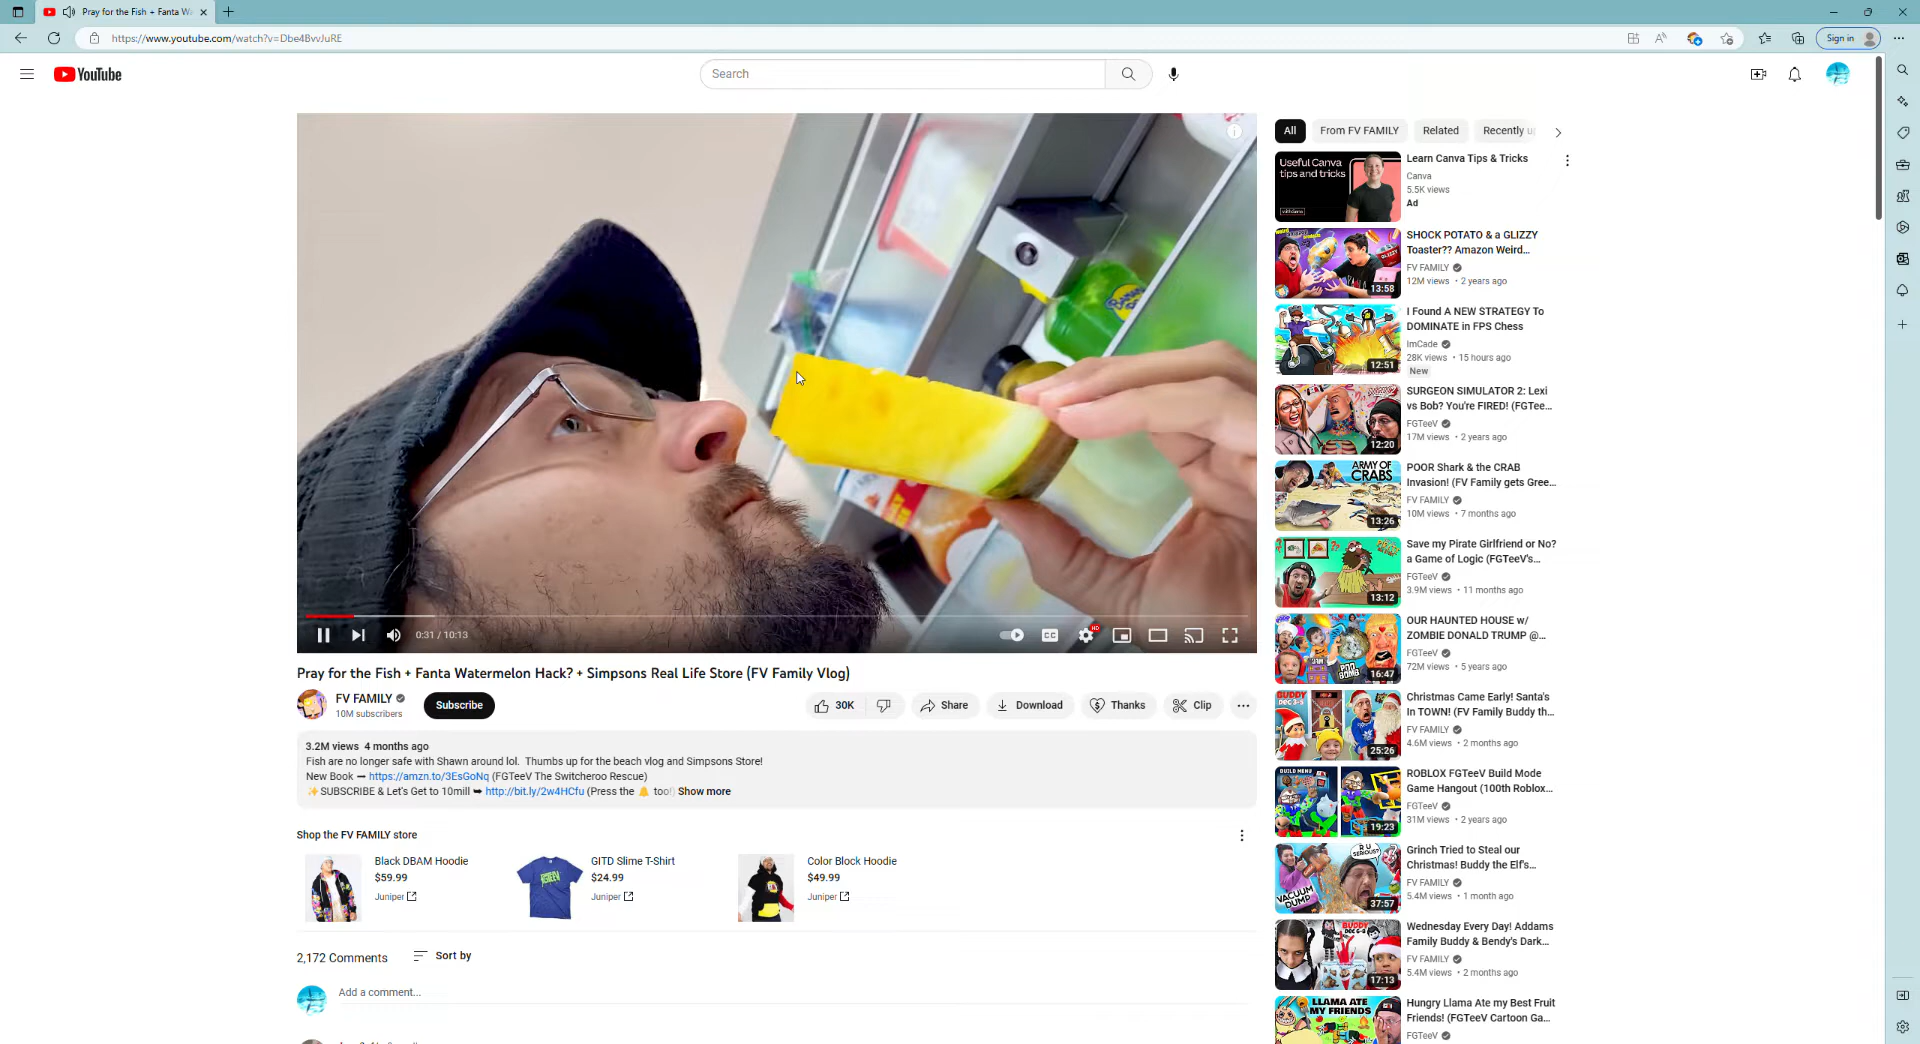 Pray for the Fish + Fanta Wa
https://www.youtube.com/watch?v=Dbe4BvvJuRE
Sign in
YouTube
Search
All
From FV FAMILY
Related
Recently u
Useful Canva
tips and tricks
Learn Canva Tips & Tricks
Canva
5.5K views
Ad
SHOCK POTATO & a GLIZZY
Toaster?? Amazon Weird...
FV FAMILY
12M views • 2 years ago
13:58
I Found A NEW STRATEGY To
DOMINATE in FPS Chess
imCade
28K views • 15 hours ago
New
12:51
SURGEON SIMULATOR 2: Lexi
vs Bob? You're FIRED! (FGTee...
FGTeeV
17M views • 2 years ago
12:20
ARMY OF
CRABS
POOR Shark & the CRAB
Invasion! (FV Family gets Gree...
FV FAMILY
10M views • 7 months ago
13:26
Save my Pirate Girlfriend or No?
a Game of Logic (FGTeeV's...
FGTeeV
3.9M views • 11 months ago
13:12
OUR HAUNTED HOUSE w/
ZOMBIE DONALD TRUMP @...
FGTeeV
72M views • 5 years ago
16:47
BUDDY
DEC 3-5
Christmas Came Early! Santa's
In TOWN! (FV Family Buddy th...
FV FAMILY
4.6M views • 2 months ago
25:26
BUILD MENU
ROBLOX FGTeeV Build Mode
Game Hangout (100th Roblox...
FGTeeV
31M views • 2 years ago
19:23
R U
SERIOUS?
VACUUM
DUMP
Grinch Tried to Steal our
Christmas! Buddy the Elf's...
FV FAMILY
5.4M views • 1 month ago
37:57
BUDDY
DEC 6-8
Wednesday Every Day! Addams
Family Buddy & Bendy's Dark...
FV FAMILY
5.4M views • 2 months ago
17:13
LLAMA ATE
MY FRIENDS
Hungry Llama Ate my Best Fruit
Friends! (FGTeeV Cartoon Ga...
FGTeeV
0:31 / 10:13
CC
HD
Pray for the Fish + Fanta Watermelon Hack? + Simpsons Real Life Store (FV Family Vlog)
FV FAMILY
10M subscribers
Subscribe
30K
Share
Download
Thanks
Clip
3.2M views 4 months ago
Fish are no longer safe with Shawn around lol. Thumbs up for the beach vlog and Simpsons Store!
New Book ➞ https://amzn.to/3EsGoNq (FGTeeV The Switcheroo Rescue)
✨ SUBSCRIBE & Let's Get to 10mill ➥ http://bit.ly/2w4HCfu (Press the 🔔 too!) Show more
Shop the FV FAMILY store
Black DBAM Hoodie
$59.99
Juniper
GITD Slime T-Shirt
$24.99
Juniper
Color Block Hoodie
$49.99
Juniper
2,172 Comments
Sort by
Add a comment...